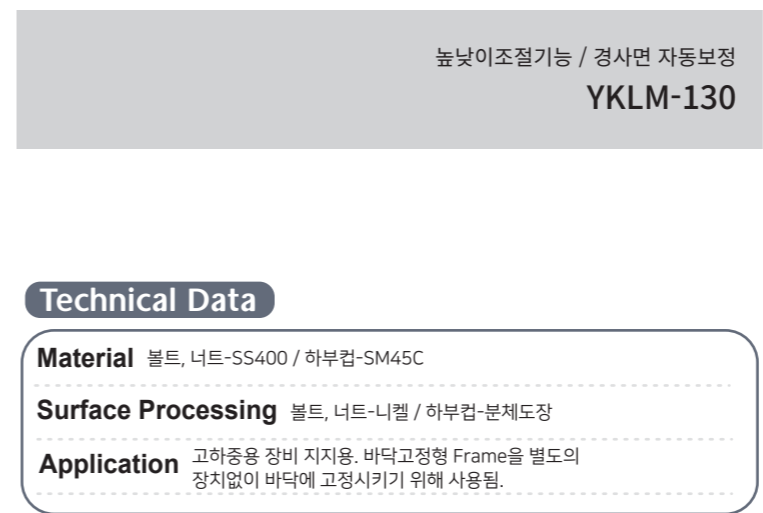 높낮이조절기능 / 경사면 자동보정
YKLM-130
Technical Data
Material 볼트, 너트-SS400 / 하부컵-SM45C
Surface Processing 볼트, 너트-니켈 / 하부컵-분체도장
Application 고하중용 장비 지지용. 바닥고정형 Frame을 별도의
장치없이 바닥에 고정시키기 위해 사용됨.